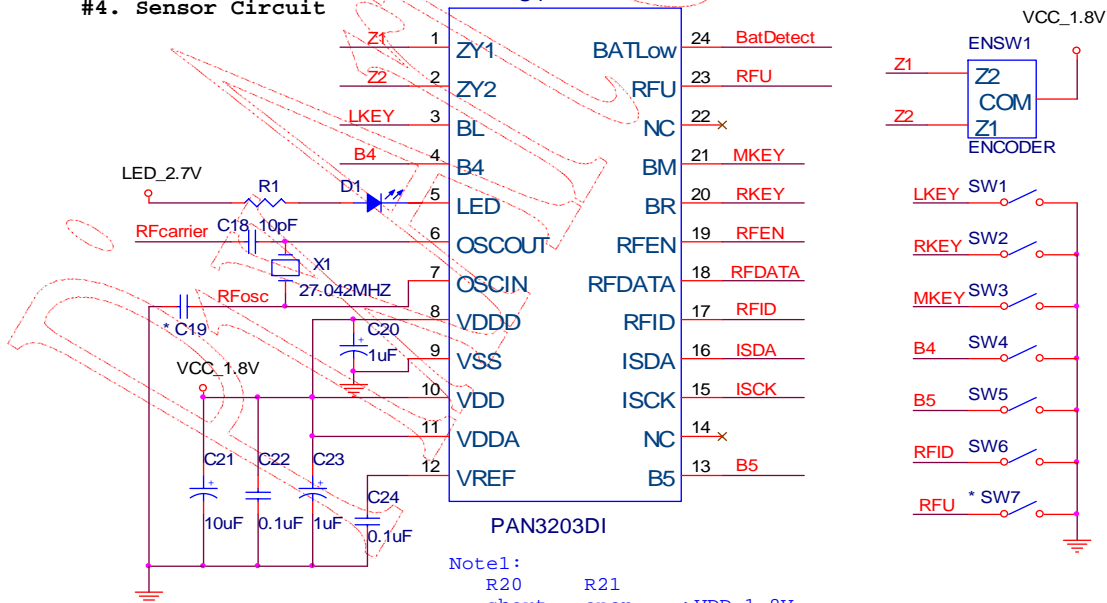 #4. Sensor Circuit
VCC_1.8V
Z1 1 ZY1 BATLow 24 BatDetect
Z2 2 ZY2 RFU 23 RFU
LKEY 3 BL NC 22
B4 4 B4 BM 21 MKEY
LED_2.7V R1 D1 5 LED BR 20 RKEY
RFcarrier C18 10pF 6 OSCOUT RFEN 19 RFEN
X1 27.042MHZ
7 OSCIN RFDATA 18 RFDATA
RFosc
* C19
8 VDDD RFID 17 RFID
C20
1uF
9 VSS ISDA 16 ISDA
VCC_1.8V
10 VDD ISCK 15 ISCK
11 VDDA NC 14
12 VREF B5 13 B5
C21 C22 C23 C24
10uF 0.1uF 1uF 0.1uF
PAN3203DI
ENSW1
Z1 Z2
COM
Z2 Z1
ENCODER
LKEY SW1
RKEY SW2
MKEY SW3
B4 SW4
B5 SW5
RFID SW6
RFU * SW7
Note1:
R20 R21